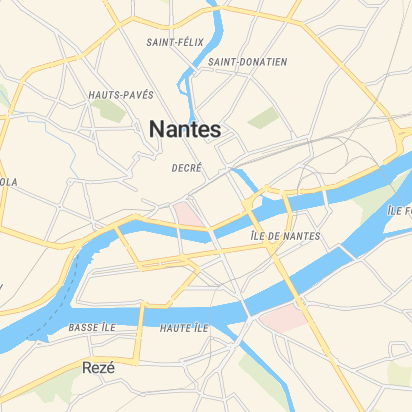 SAINT-FÉLIX
SAINT-DONATIEN
HAUTS-PAVÉS
Nantes
DECRÉ
OLA
ÎLE F
ÎLE DE NANTES
BASSE ÎLE
HAUTE ÎLE
Rezé